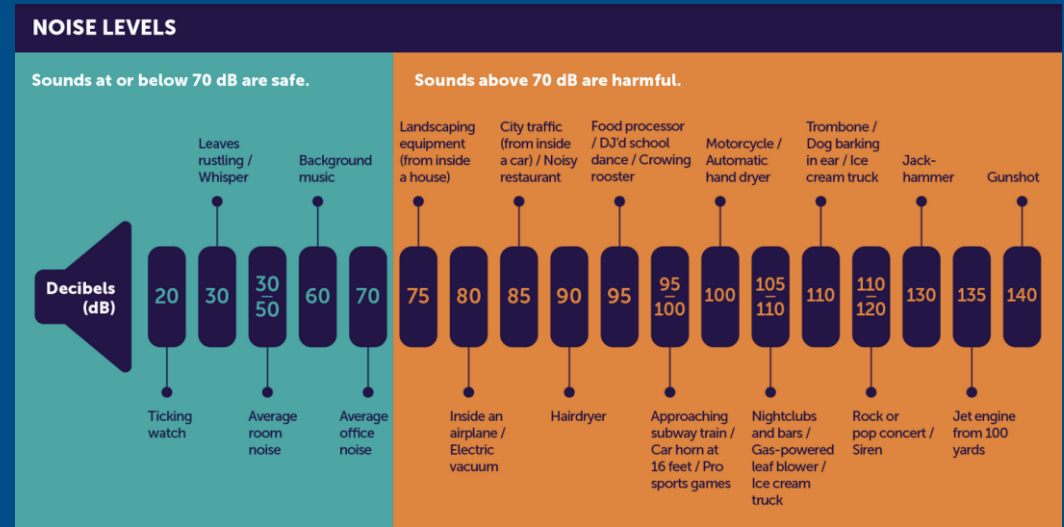 NOISE LEVELS
Sounds at or below 70 dB are safe.
Sounds above 70 dB are harmful.
Leaves
rustling /
Whisper
Background
music
Landscaping
equipment
(from inside
a house)
City traffic
(from inside
a car) / Noisy
restaurant
Food processor
/ DJ'd school
dance / Crowing
rooster
Motorcycle /
Automatic
hand dryer
Trombone /
Dog barking
in ear / Ice
cream truck
Jack-
hammer
Gunshot
Decibels
(dB)
20
30
30
50
60
70
75
80
85
90
95
95
100
100
105
110
110
110
120
130
135
140
Ticking
watch
Average
room
noise
Average
office
noise
Inside an
airplane /
Electric
vacuum
Hairdryer
Approaching
subway train /
Car horn at
16 feet / Pro
sports games
Nightclubs
and bars /
Gas-powered
leaf blower /
Ice cream
truck
Rock or
pop concert /
Siren
Jet engine
from 100
yards